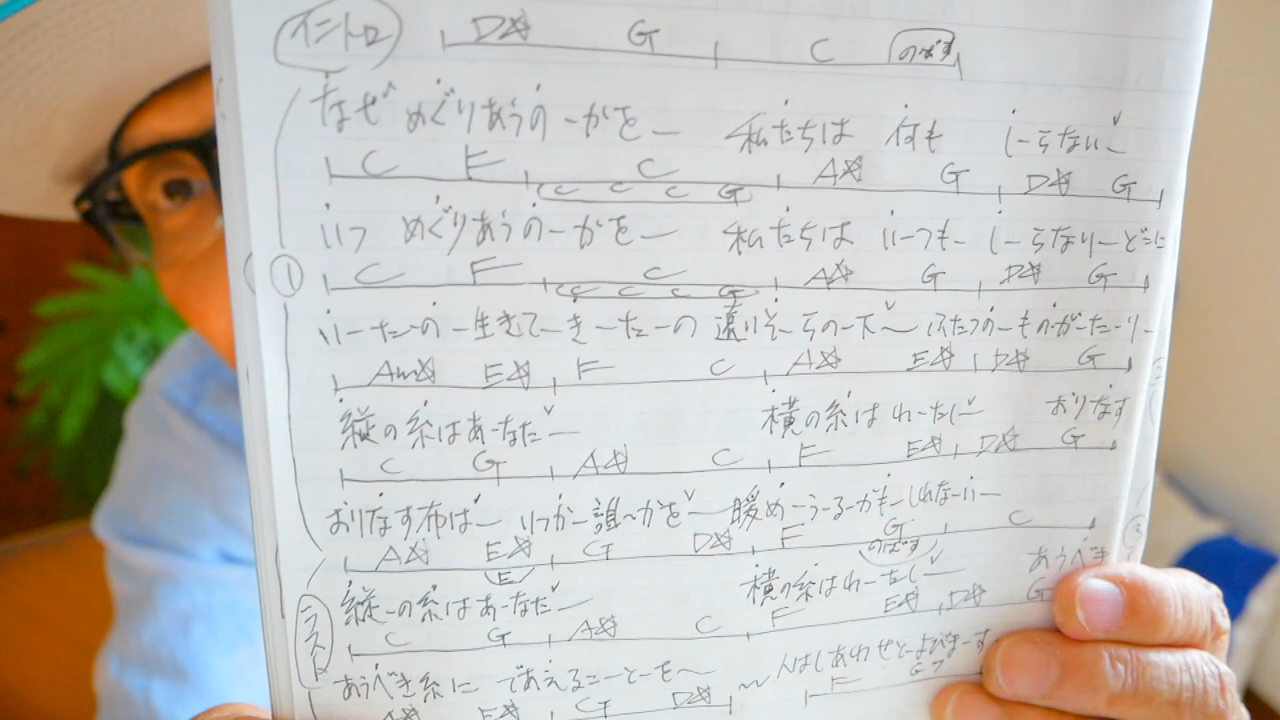 イントロ D☆ G C のばす
なぜ めぐりあうのーかをー 私たちは 何も しーらない〜
C F C A☆ G D☆ G
C C C G
いつ めぐりあうのーかをー 私たちは いーつもー しーらなーいーどこに
① C F C A☆ G D☆ G
C C C G
いーたーの ー生きてーきーたーの 遠いそーらのー下〜 ふたつのーものがーたーりー
Am☆ E☆ F C A☆ E☆ D☆ G
縦の糸はあーなたー 横の糸は わーたしー おりなす
C G A☆ C F E☆ D☆ G
おりなす布はー いつかー誰〜かをー 暖めーうーるーかもーしれなーいー
A☆ E☆ G D☆ F G C
E のばす
縦ーの糸はあーなたー 横の糸はわーたしー あうべき
ラスト C G A☆ C F E☆ D☆ G
あうべき糸に であえるこーとーを〜 〜人はしあわせとーよびまーす
A☆ E☆ G D☆ F G7